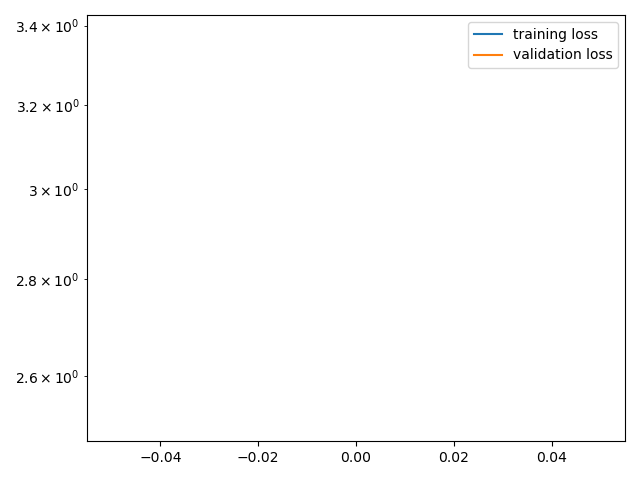 training loss
validation loss
3.4 × 10⁰
3.2 × 10⁰
3 × 10⁰
2.8 × 10⁰
2.6 × 10⁰
−0.04 −0.02 0.00 0.02 0.04